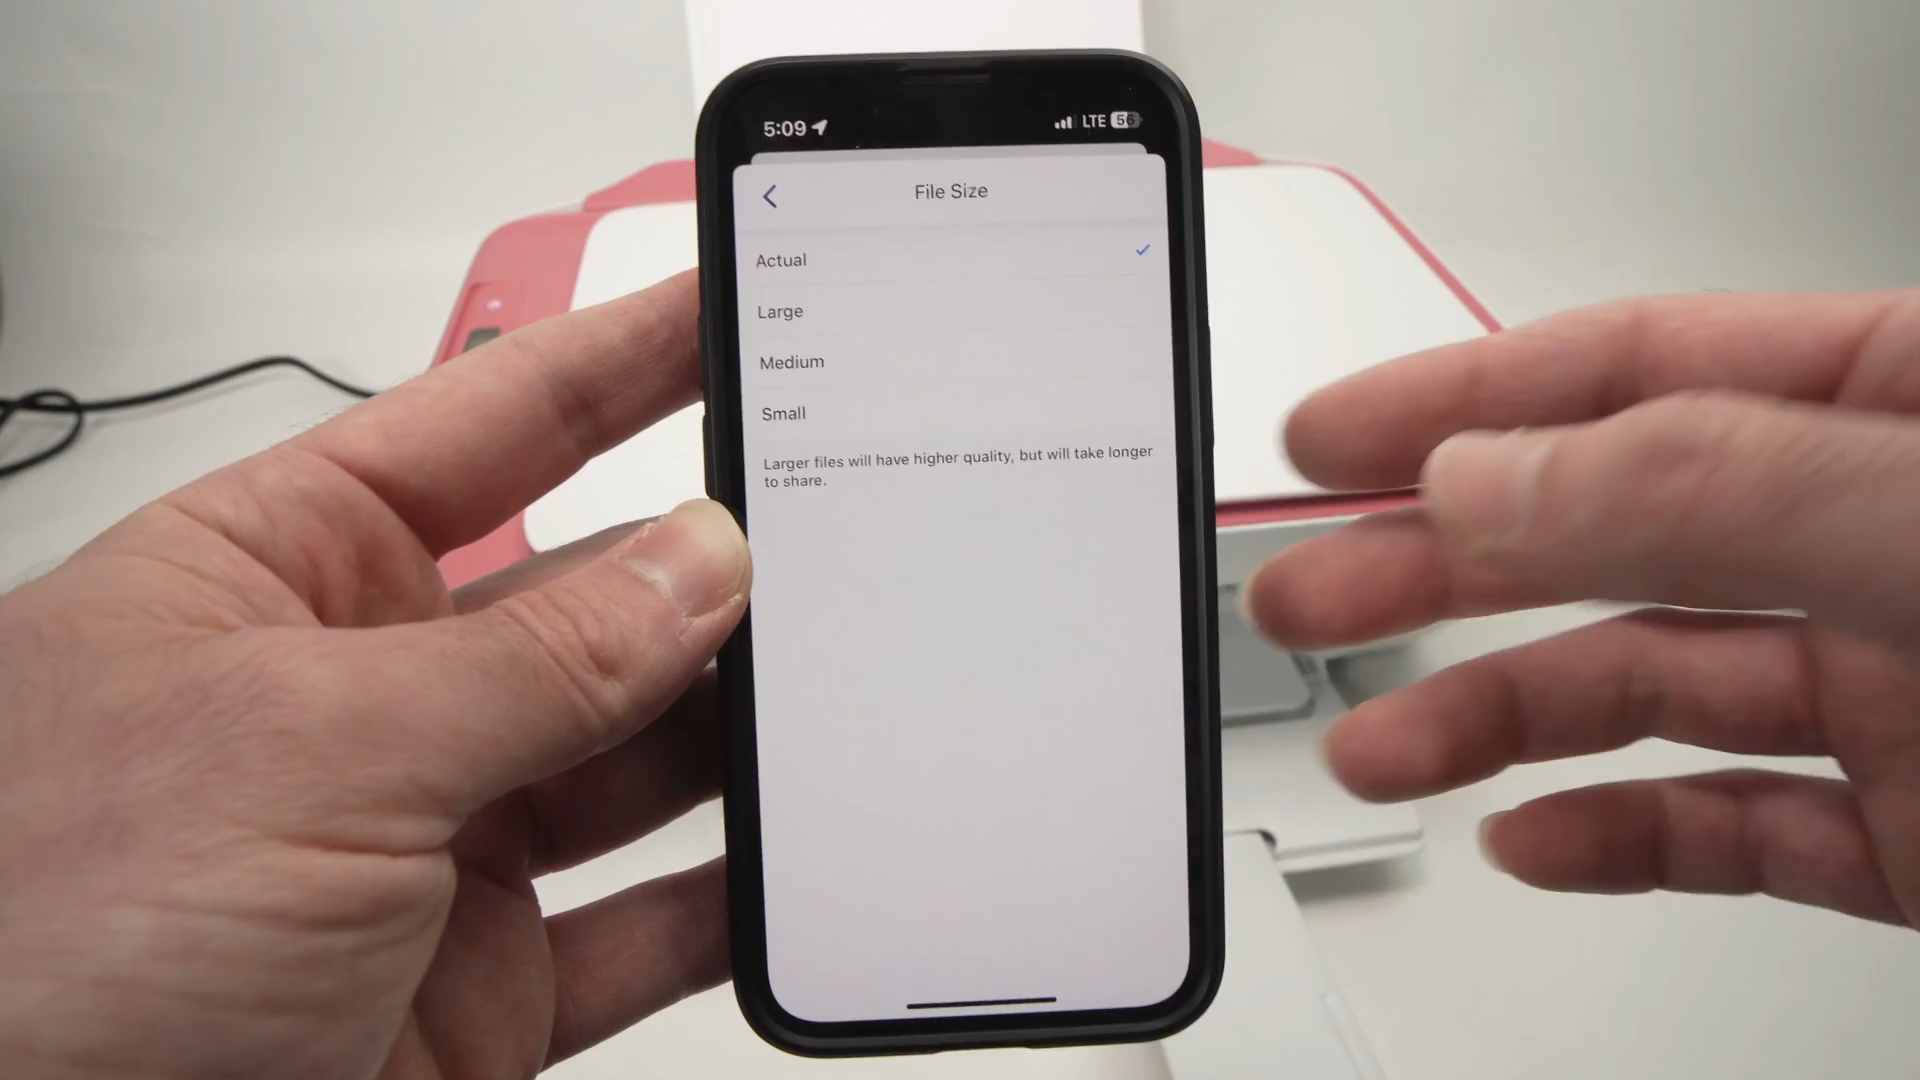 5:09
LTE 56
File Size
Actual
Large
Medium
Small
Larger files will have higher quality, but will take longer
to share.